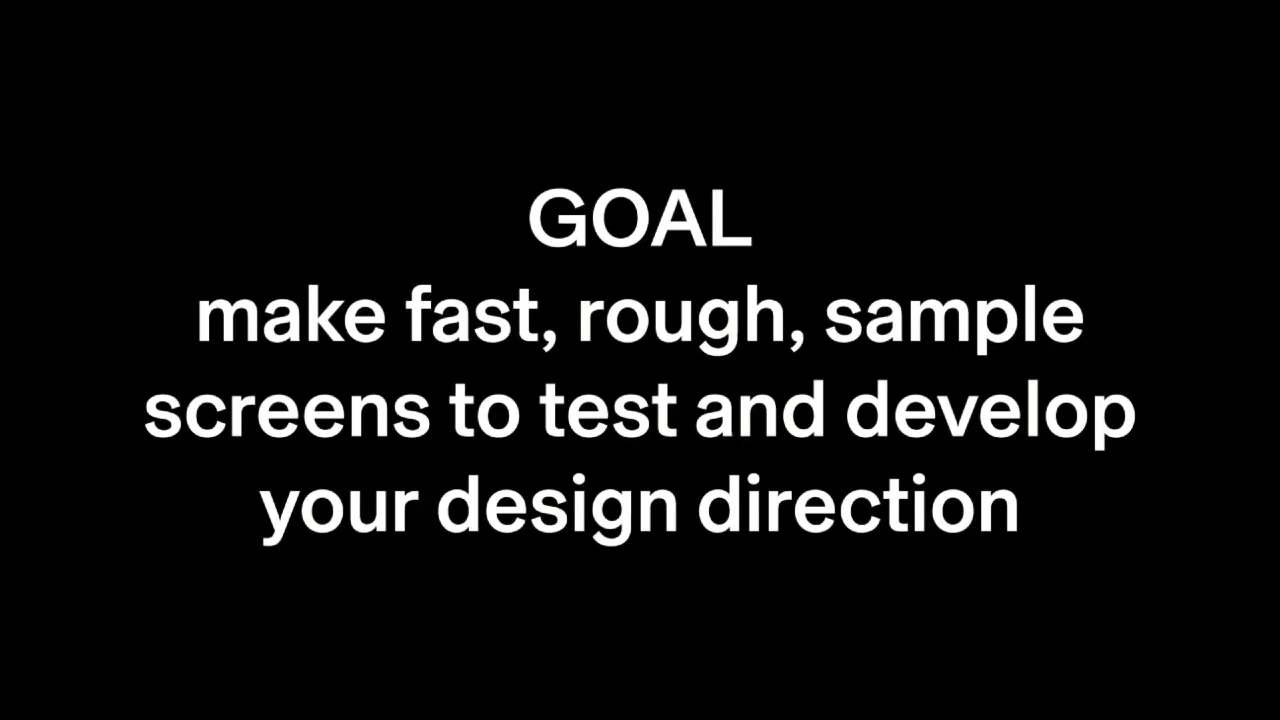 GOAL
make fast, rough, sample
screens to test and develop
your design direction